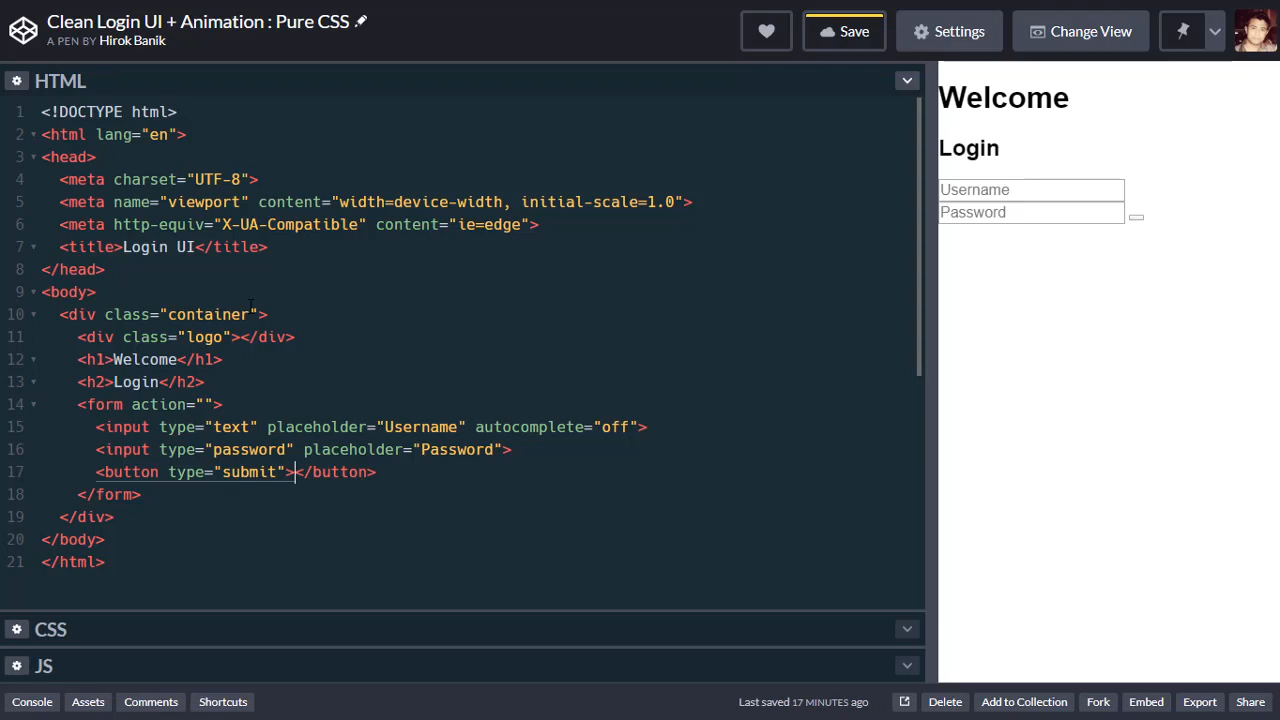 Clean Login UI + Animation : Pure CSS
A PEN BY Hirok Banik
Save
Settings
Change View
HTML
1 <!DOCTYPE html>
2 <html lang="en">
3 <head>
4 <meta charset="UTF-8">
5 <meta name="viewport" content="width=device-width, initial-scale=1.0">
6 <meta http-equiv="X-UA-Compatible" content="ie=edge">
7 <title>Login UI</title>
8 </head>
9 <body>
10 <div class="container">
11 <div class="logo"></div>
12 <h1>Welcome</h1>
13 <h2>Login</h2>
14 <form action="">
15 <input type="text" placeholder="Username" autocomplete="off">
16 <input type="password" placeholder="Password">
17 <button type="submit"></button>
18 </form>
19 </div>
20 </body>
21 </html>
CSS
JS
Welcome
Login
Username
Password
Console
Assets
Comments
Shortcuts
Last saved 17 MINUTES ago
Delete
Add to Collection
Fork
Embed
Export
Share